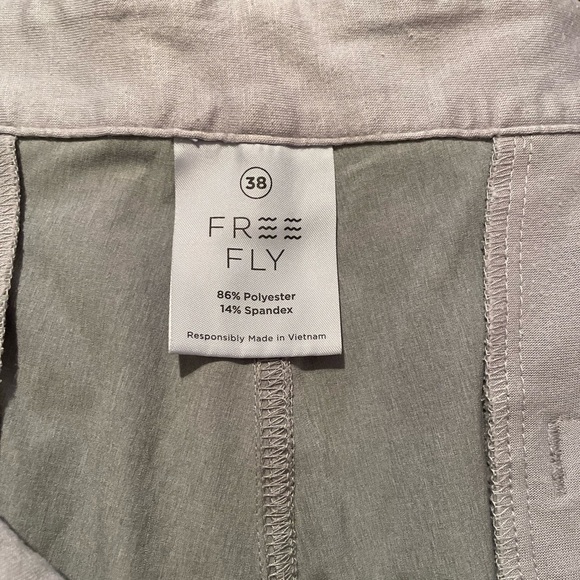 38
FREE
FLY
86% Polyester
14% Spandex
Responsibly Made in Vietnam